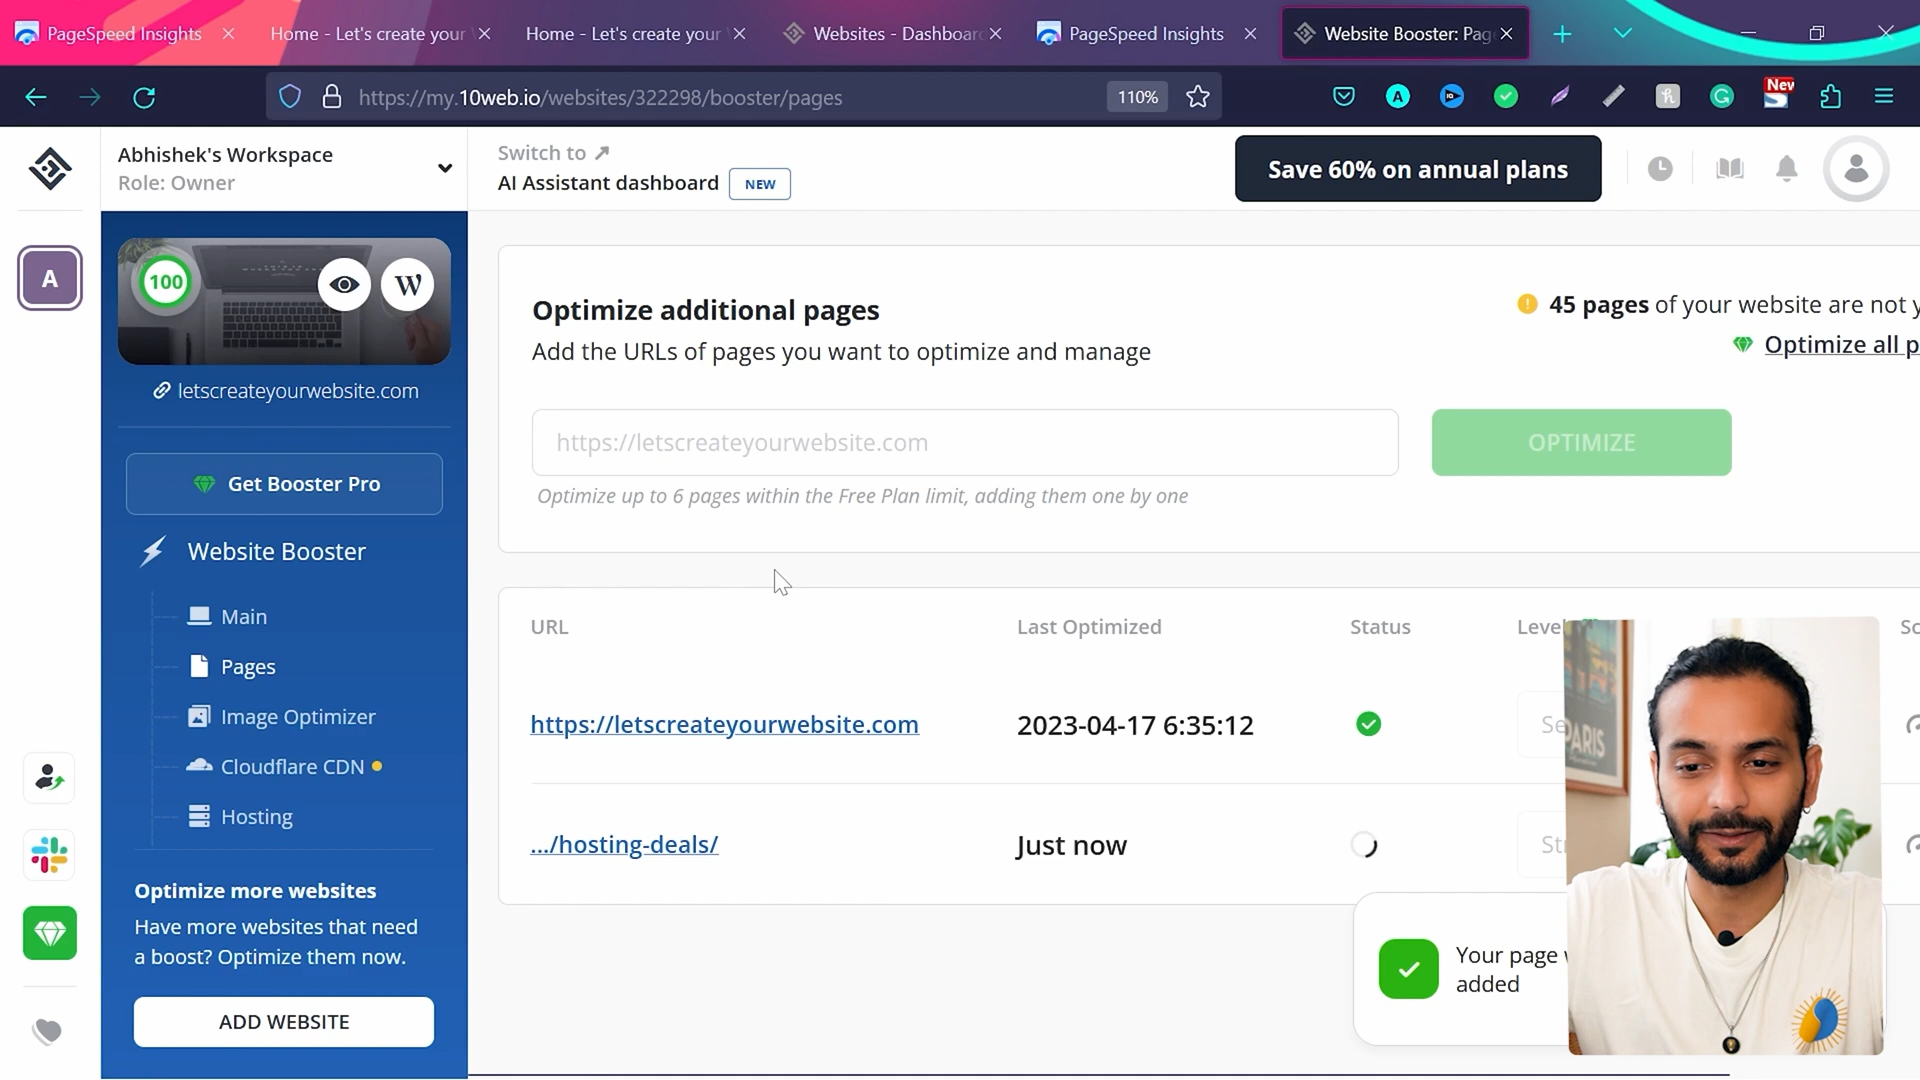 PageSpeed Insights
Home - Let's create your
Home - Let's create your
Websites - Dashboar
PageSpeed Insights
Website Booster: Pag
https://my.10web.io/websites/322298/booster/pages
110%
New
Abhishek's Workspace
Role: Owner
Switch to
AI Assistant dashboard
NEW
Save 60% on annual plans
A
100
W
letscreateyourwebsite.com
Get Booster Pro
Website Booster
Main
Pages
Image Optimizer
Cloudflare CDN
Hosting
Optimize more websites
Have more websites that need
a boost? Optimize them now.
ADD WEBSITE
Optimize additional pages
Add the URLs of pages you want to optimize and manage
45 pages of your website are not y
Optimize all p
https://letscreateyourwebsite.com
OPTIMIZE
Optimize up to 6 pages within the Free Plan limit, adding them one by one
URL
Last Optimized
Status
Level
Sc
https://letscreateyourwebsite.com
2023-04-17 6:35:12
Se
.../hosting-deals/
Just now
St
Your page
added
PARIS